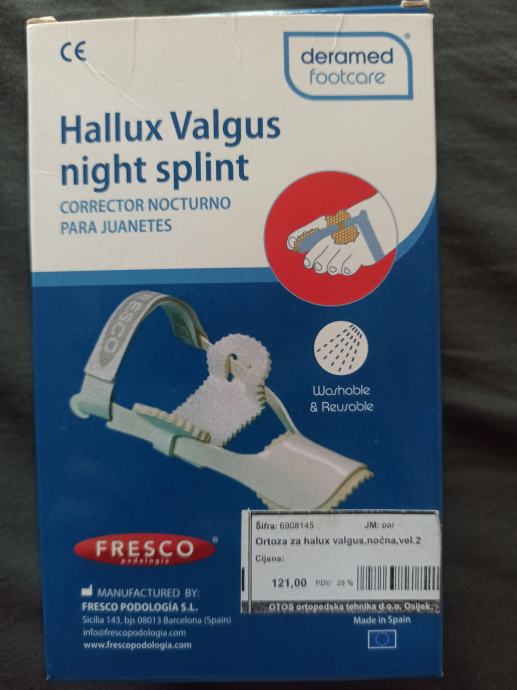 CE
deramed
footcare
®
Hallux Valgus
night splint
CORRECTOR NOCTURNO
PARA JUANETES
FRESCO
Washable
& Reusable
FRESCO ®
podología
MANUFACTURED BY:
FRESCO PODOLOGÍA S.L.
Sicilia 143, bjs 08013 Barcelona (Spain)
info@frescopodologia.com
www.frescopodologia.com
Šifra: 6908145 JM: par
Ortoza za halux valgus,noćna,vel.2
Cijena:
121,00 PDV: 25 %
OTOS ortopedska tehnika d.o.o. Osijek,
Made in Spain